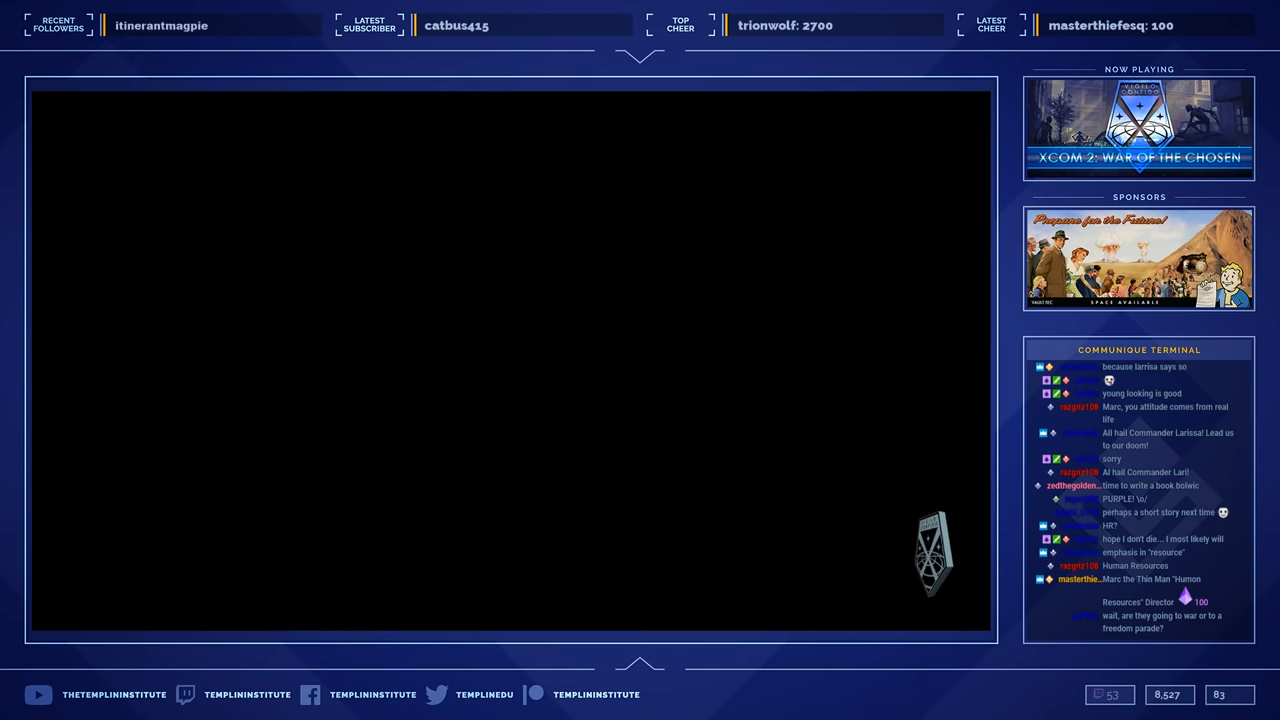 RECENT
FOLLOWERS
itinerantmagpie
LATEST
SUBSCRIBER
catbus415
TOP
CHEER
trionwolf: 2700
LATEST
CHEER
masterthiefesq: 100
NOW PLAYING
VIGILO
CONFIDO
XCOM 2: WAR OF THE CHOSEN
SPONSORS
Prepare for the Future!
VAULT TEC
SPACE AVAILABLE
COMMUNIQUE TERMINAL
because larrisa says so
young looking is good
razgriz108 Marc, you attitude comes from real
life
All hail Commander Larissa! Lead us
to our doom!
sorry
razgriz108 Al hail Commander Lari!
zedthegolden... time to write a book bolwic
PURPLE! \o/
perhaps a short story next time
HR?
hope I don't die... I most likely will
emphasis in "resource"
razgriz108 Human Resources
masterthie... Marc the Thin Man "Humon
Resources" Director 100
wait, are they going to war or to a
freedom parade?
THETEMPLININSTITUTE
TEMPLININSTITUTE
TEMPLININSTITUTE
TEMPLINEDU
TEMPLININSTITUTE
53
8,527
83